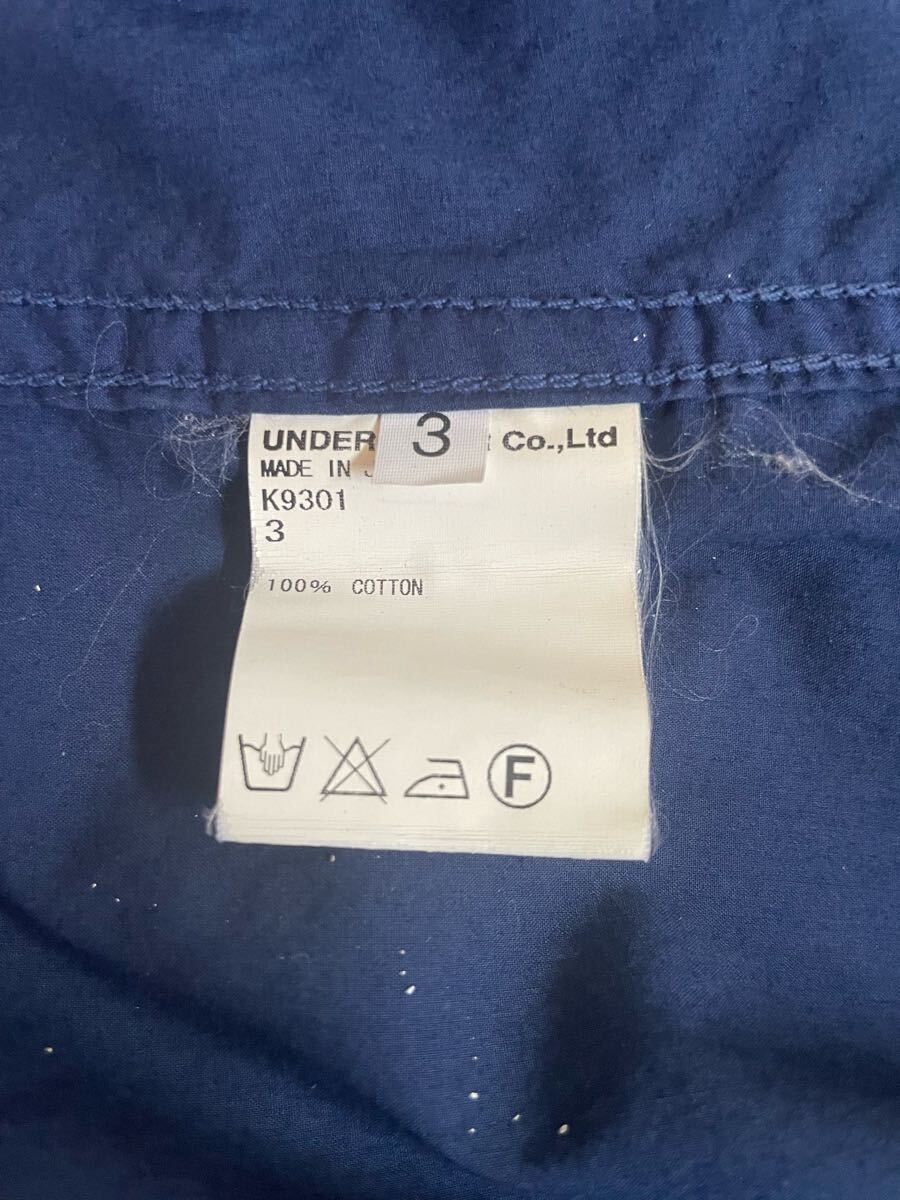 3
UNDER Co.,Ltd
MADE IN
K9301
3
100% COTTON
F